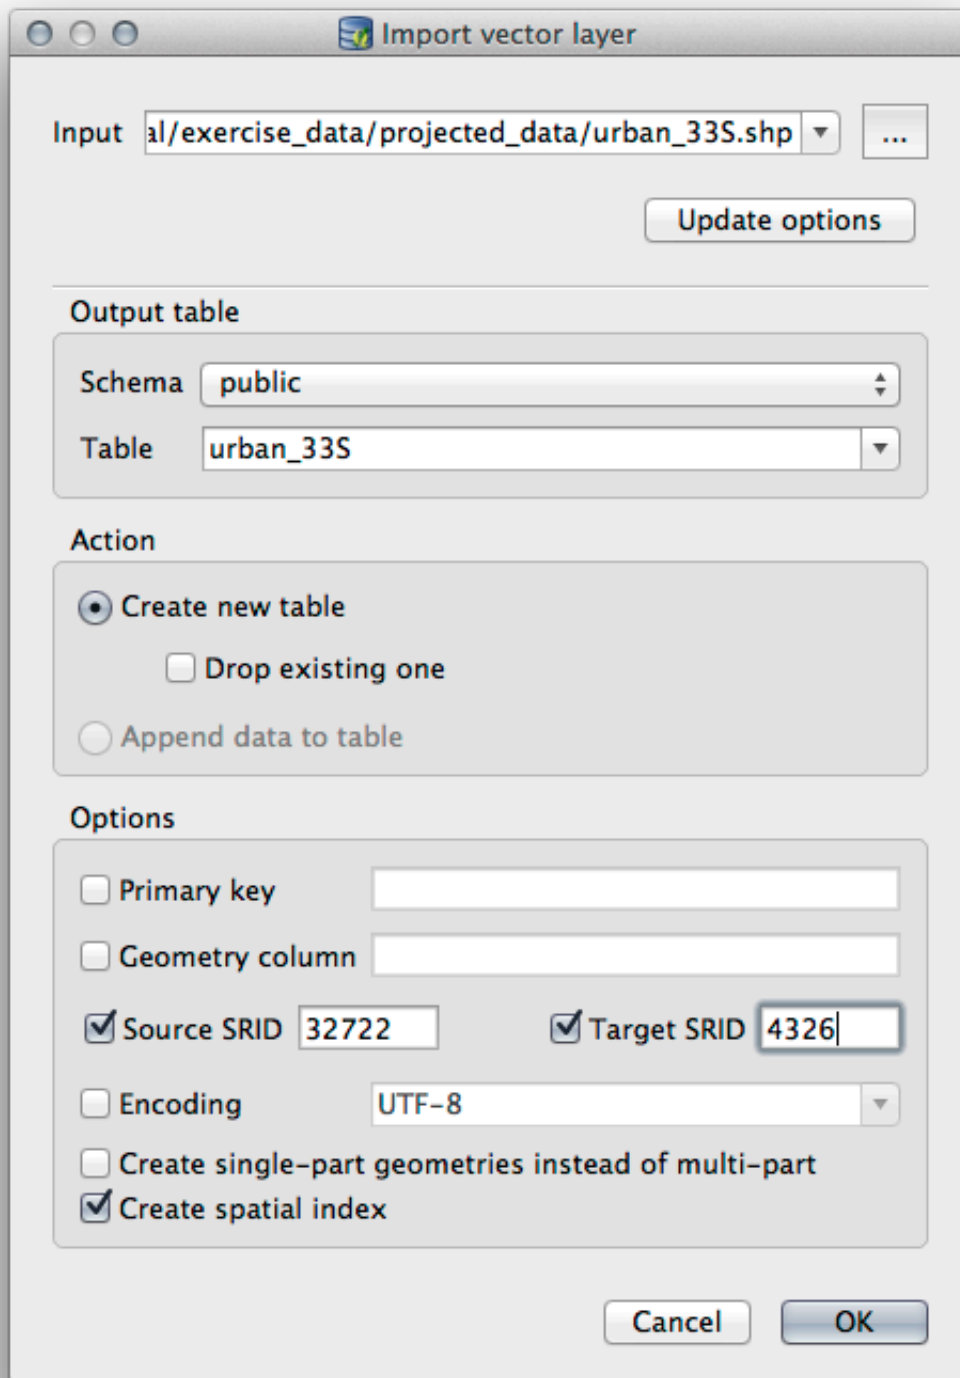 Import vector layer
Input al/exercise_data/projected_data/urban_33S.shp ...
Update options
Output table
Schema public
Table urban_33S
Action
Create new table
Drop existing one
Append data to table
Options
Primary key
Geometry column
Source SRID 32722 Target SRID 4326
Encoding UTF-8
Create single-part geometries instead of multi-part
Create spatial index
Cancel OK